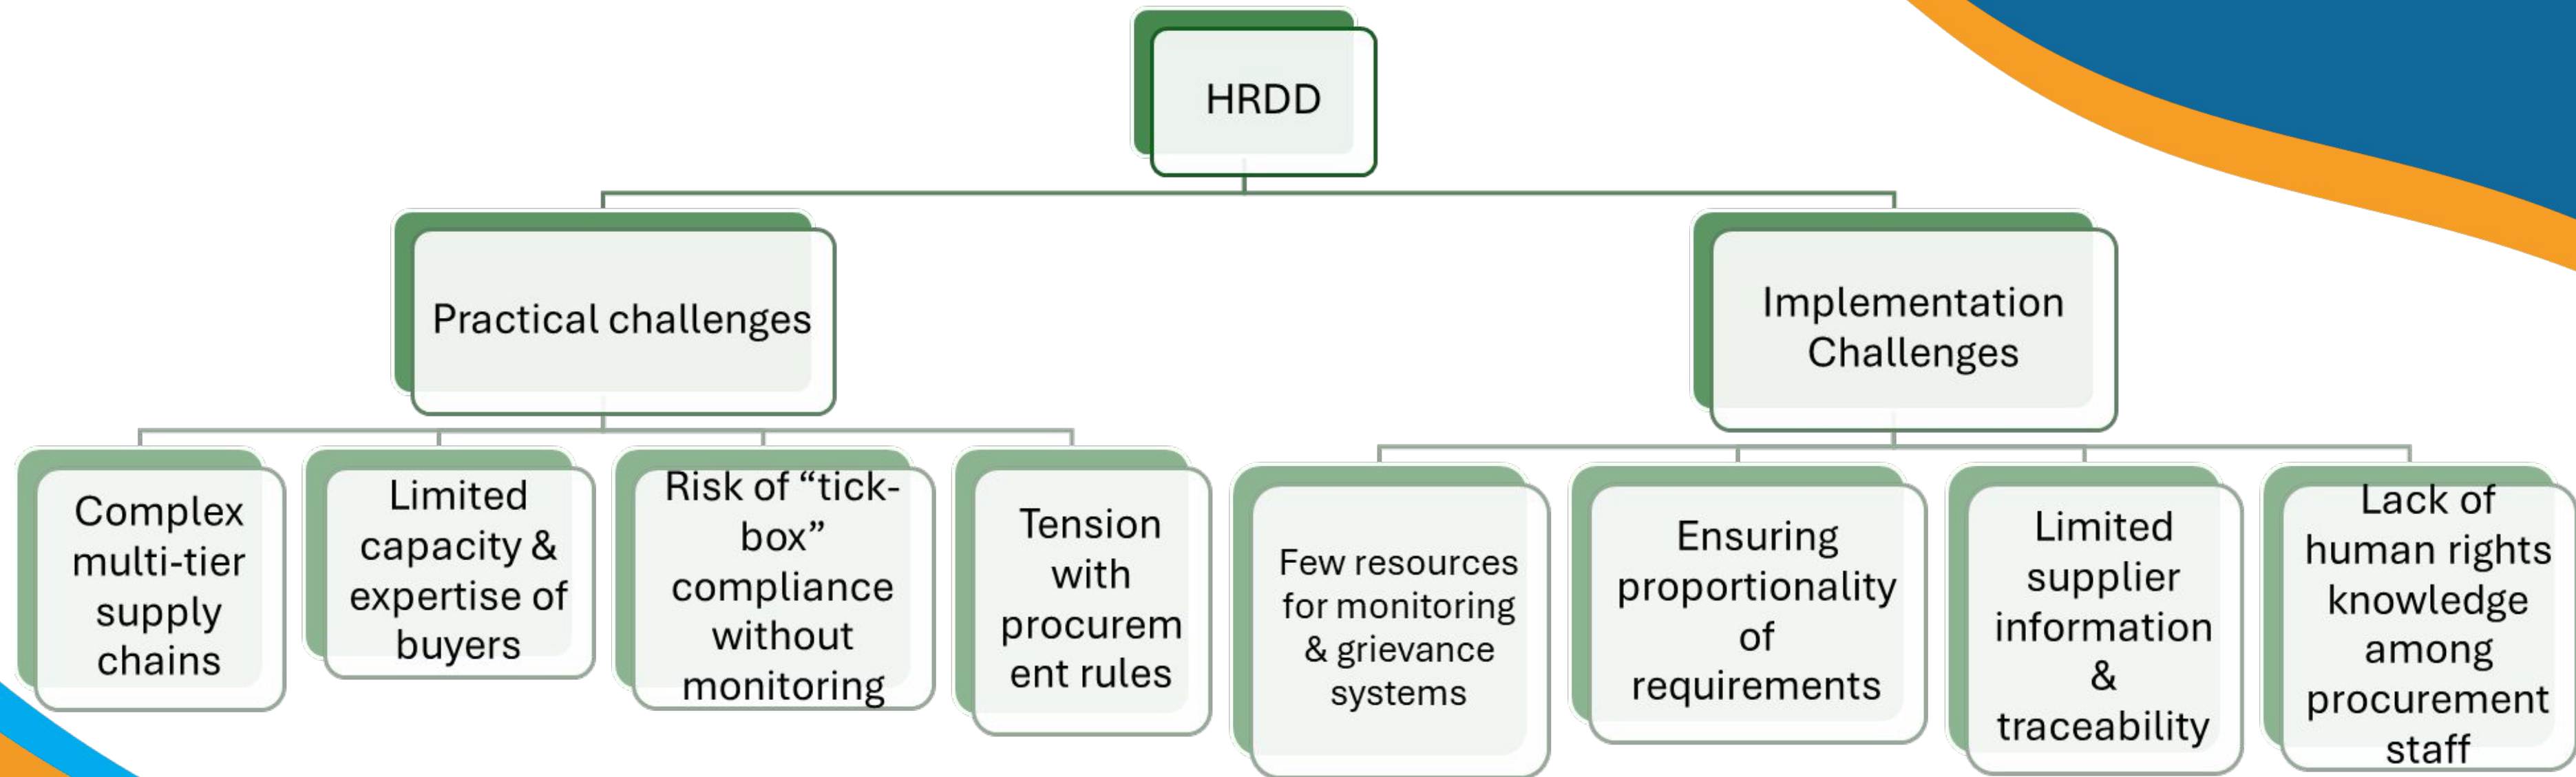 HRDD
Practical challenges
Complex
multi-tier
supply
chains
Limited
capacity &
expertise of
buyers
Risk of “tick-
box”
compliance
without
monitoring
Tension
with
procurem
ent rules
Implementation
Challenges
Few resources
for monitoring
& grievance
systems
Ensuring
proportionality
of
requirements
Limited
supplier
information
&
traceability
Lack of
human rights
knowledge
among
procurement
staff